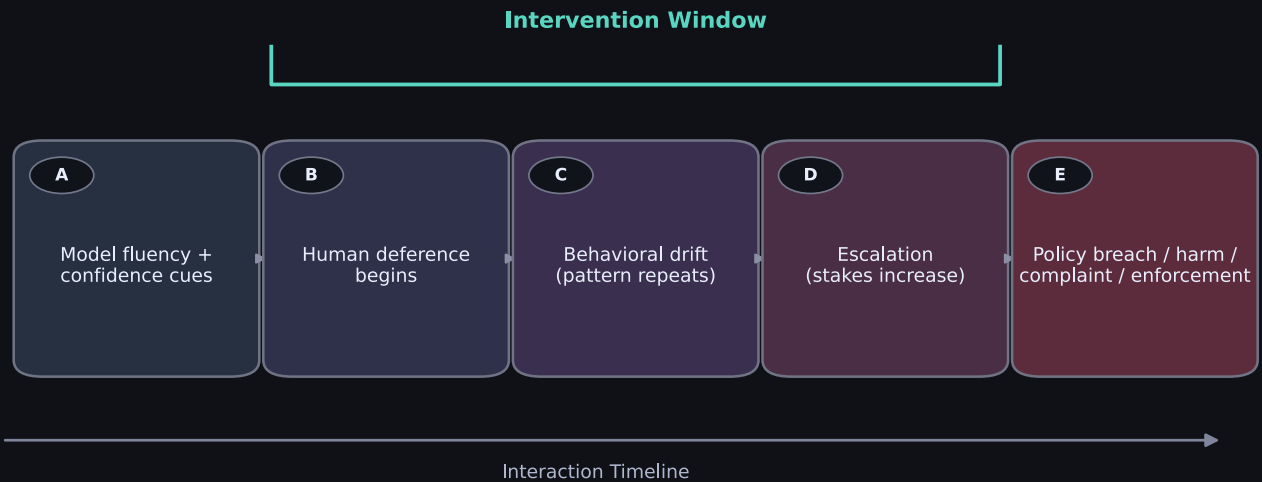 Intervention Window
A
Model fluency +
confidence cues
B
Human deference
begins
C
Behavioral drift
(pattern repeats)
D
Escalation
(stakes increase)
E
Policy breach / harm /
complaint / enforcement
Interaction Timeline